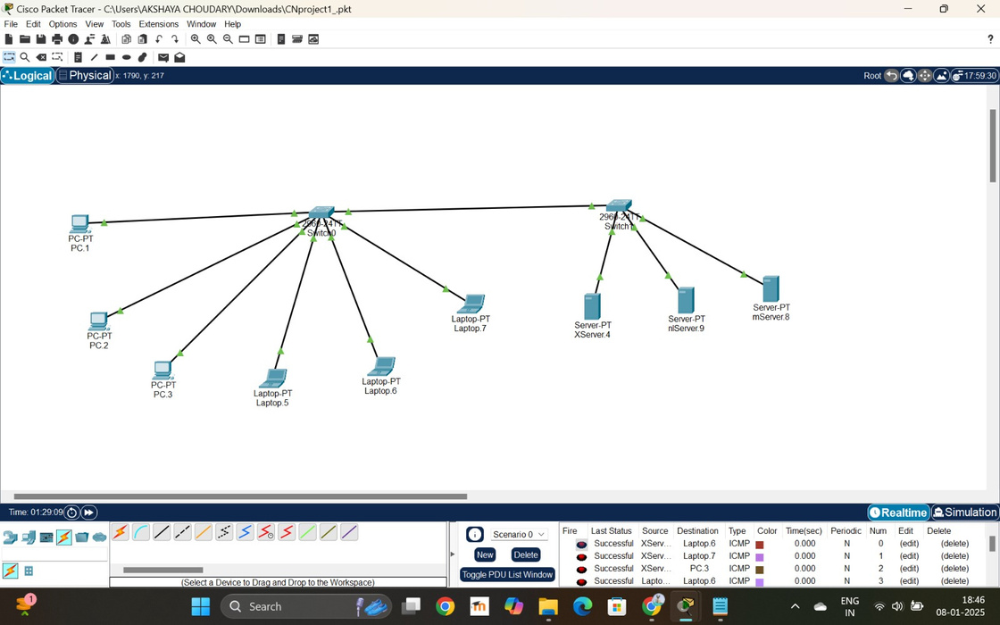 Cisco Packet Tracer - C:\Users\AKSHAYA CHOUDARY\Downloads\CNproject1_.pkt
File Edit Options View Tools Extensions Window Help
?
Logical Physical x: 1790, y: 217 Root 17:59:30
PC-PT
PC.1
2960-24TT
Switch0
Switch1
PC-PT
PC.2
PC-PT
PC.3
Laptop-PT
Laptop.5
Laptop-PT
Laptop.6
Laptop-PT
Laptop.7
Server-PT
XServer.4
Server-PT
nlServer.9
Server-PT
mServer.8
Time: 01:29:09 Realtime Simulation
Scenario 0
New Delete
Toggle PDU List Window
(Select a Device to Drag and Drop to the Workspace)
Fire Last Status Source Destination Type Color Time(sec) Periodic Num Edit Delete
Successful XServ... Laptop.6 ICMP 0.000 N 0 (edit) (delete)
Successful XServ... Laptop.7 ICMP 0.000 N 1 (edit) (delete)
Successful XServ... PC.3 ICMP 0.000 N 2 (edit) (delete)
Successful Lapto... Laptop.6 ICMP 0.000 N 3 (edit) (delete)
1
Search
ENG
IN
18:46
08-01-2025